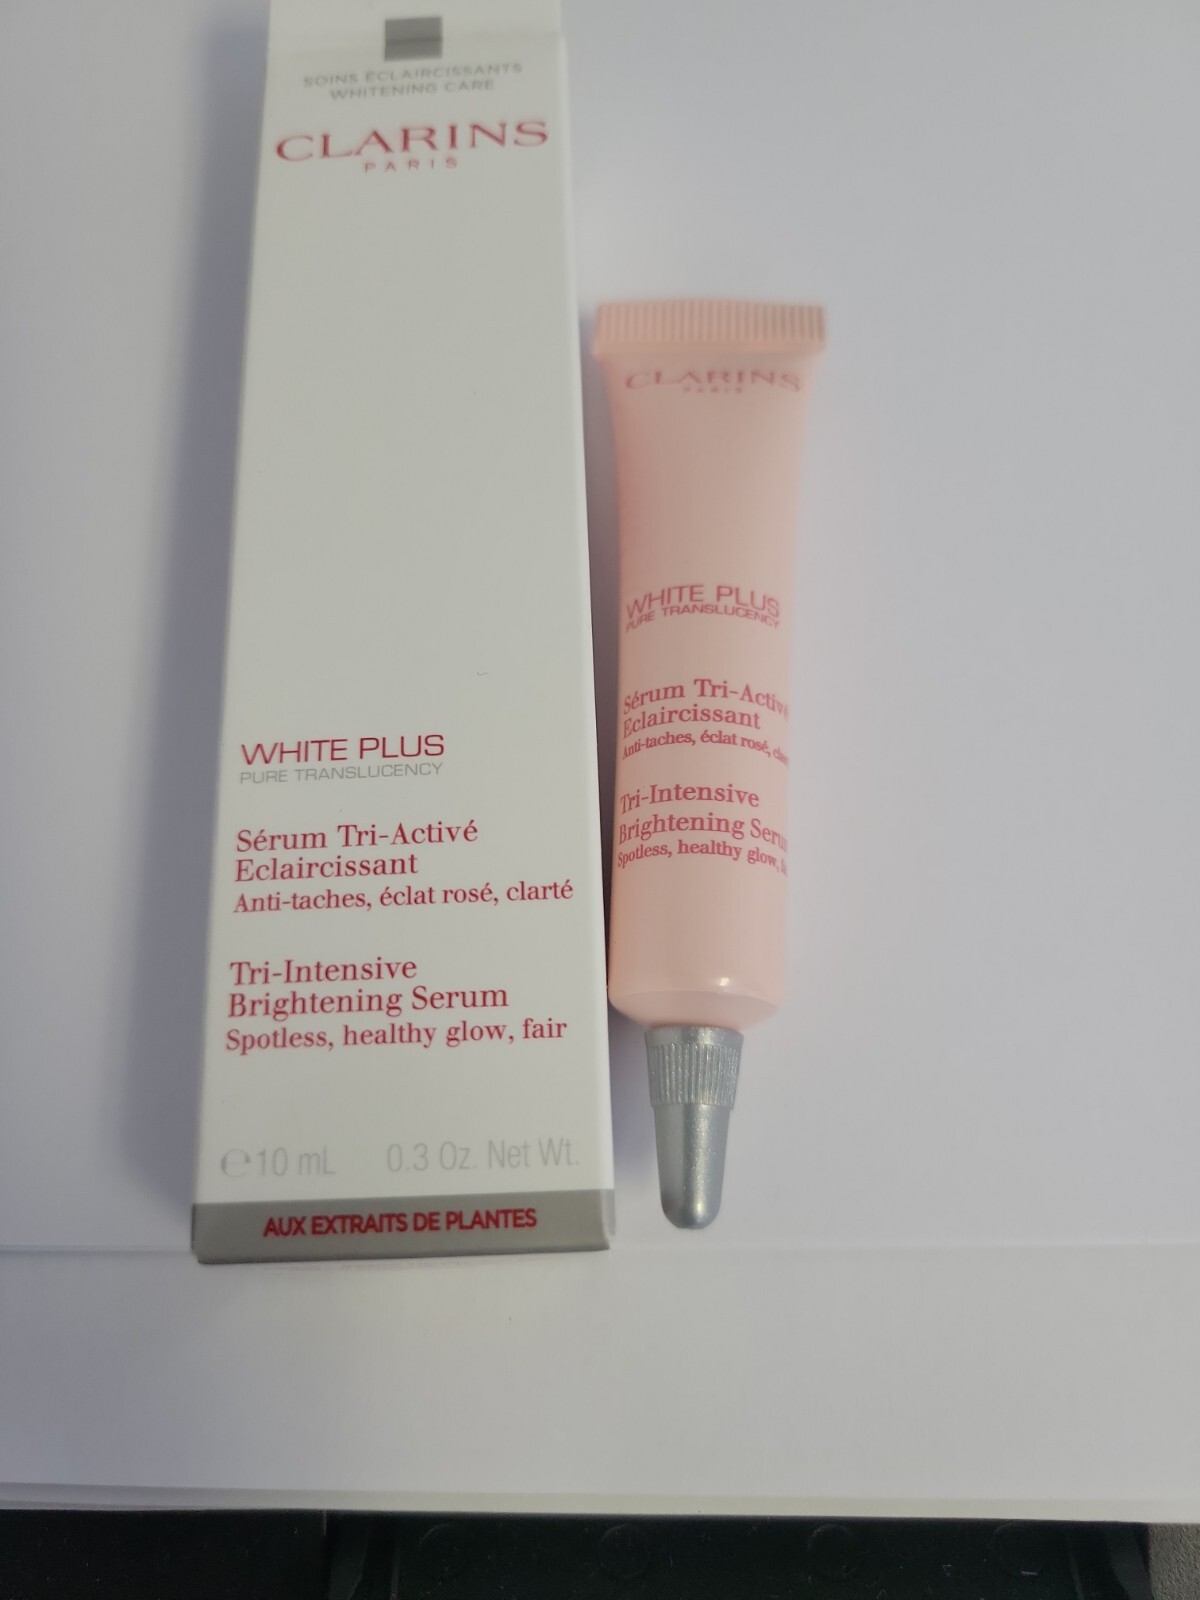 SOINS ÉCLAIRCISSANTS
WHITENING CARE
CLARINS
PARIS
WHITE PLUS
PURE TRANSLUCENCY
Sérum Tri-Activé
Eclaircissant
Anti-taches, éclat rosé, clarté
Tri-Intensive
Brightening Serum
Spotless, healthy glow, fair
℮10 mL 0.3 Oz. Net Wt.
AUX EXTRAITS DE PLANTES
CLARINS
PARIS
WHITE PLUS
PURE TRANSLUCENCY
Sérum Tri-Activé
Eclaircissant
Anti-taches, éclat rosé,
Tri-Intensive
Brightening
Spotless, healthy glow,